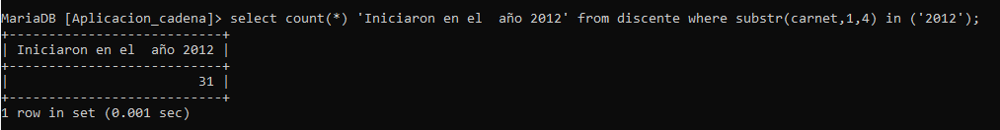 MariaDB [Aplicacion_cadena]> select count(*) 'Iniciaron en el  año 2012' from discente where substr(carnet,1,4) in ('2012');
+---------------------------+
| Iniciaron en el  año 2012 |
+---------------------------+
|                        31 |
+---------------------------+
1 row in set (0.001 sec)